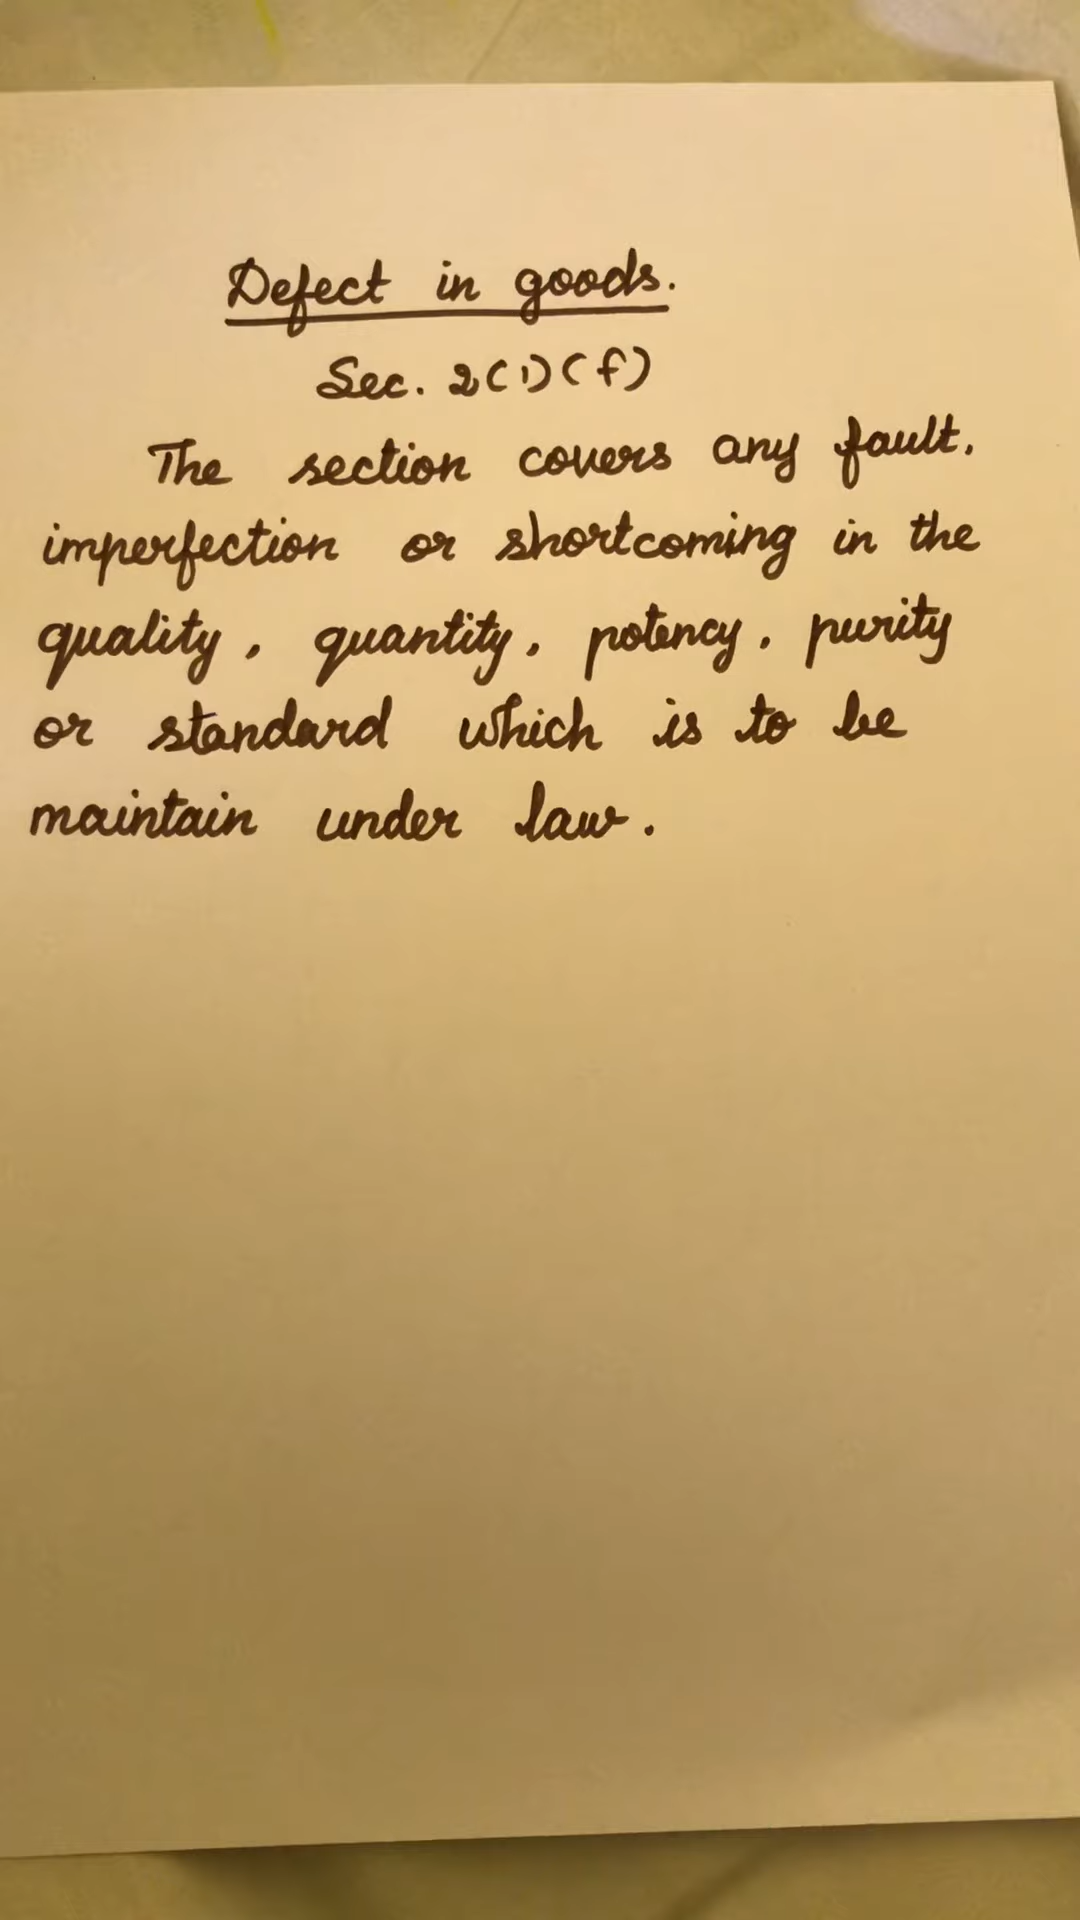 Defect in goods.
Sec. 2(1)(f)
The section covers any fault,
imperfection or shortcoming in the
quality, quantity, potency, purity
or standard which is to be
maintain under law.